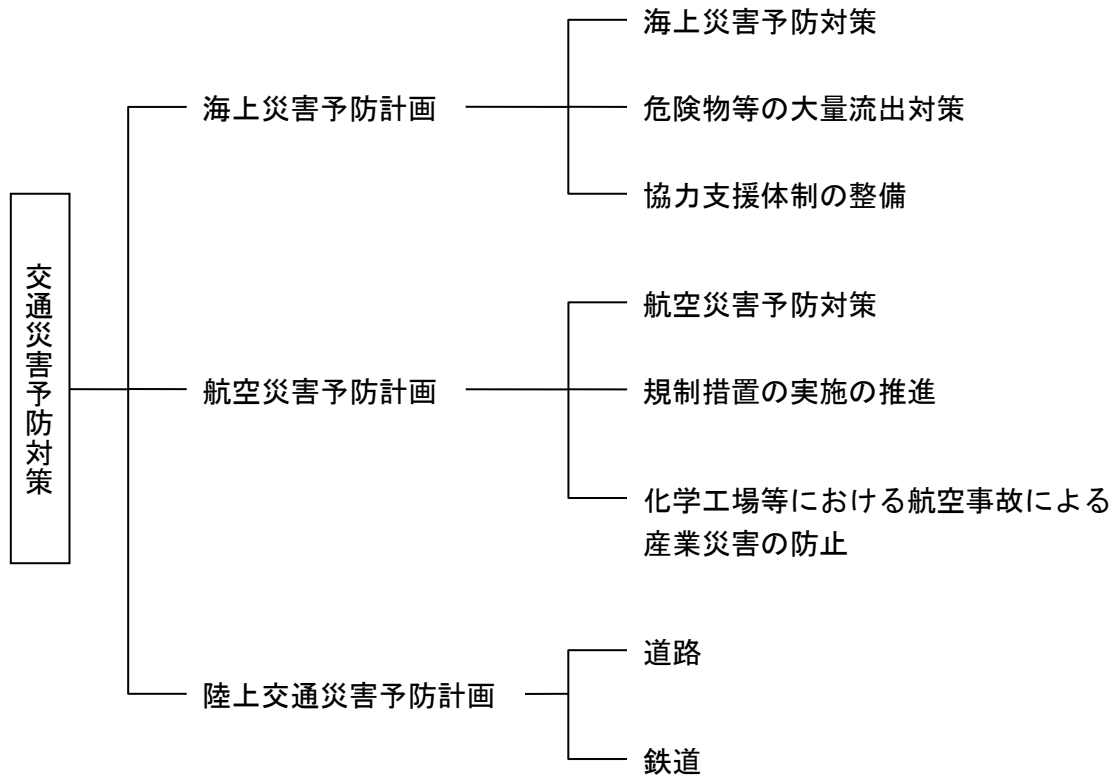 交通災害予防対策
海上災害予防計画
海上災害予防対策
危険物等の大量流出対策
協力支援体制の整備
航空災害予防計画
航空災害予防対策
規制措置の実施の推進
化学工場等における航空事故による
産業災害の防止
陸上交通災害予防計画
道路
鉄道